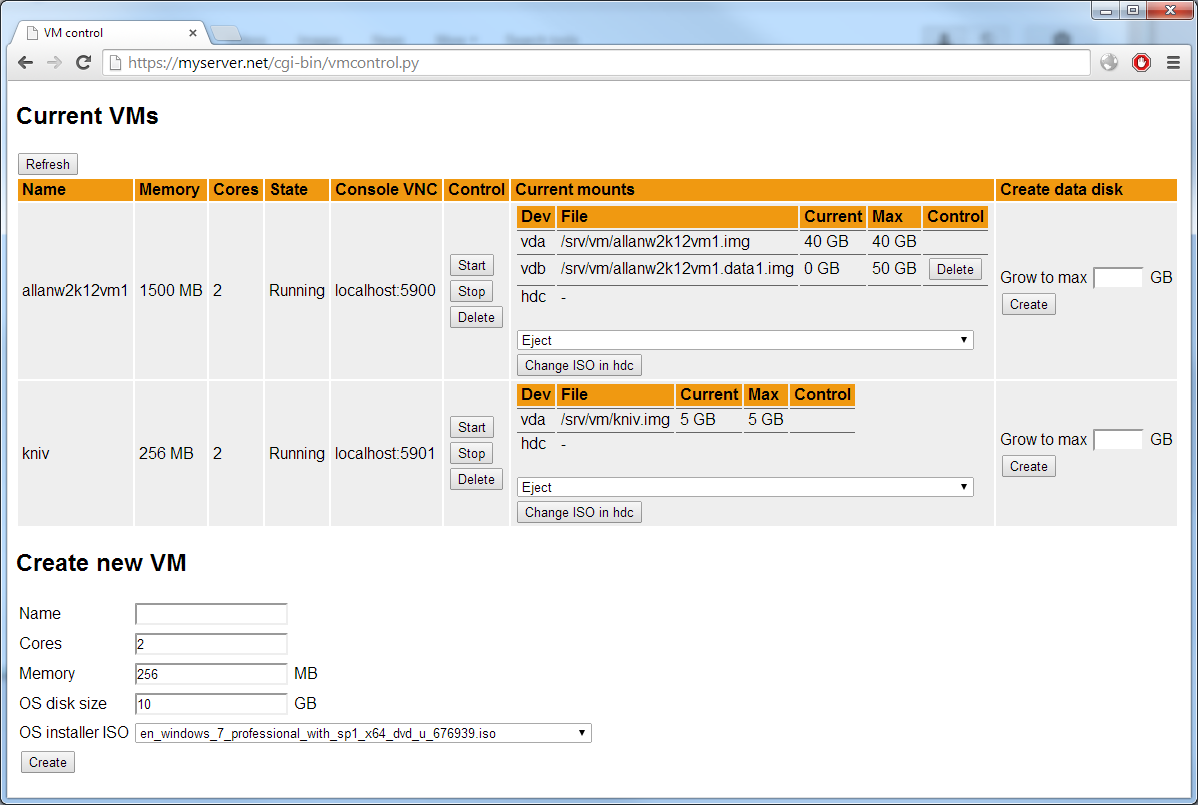 VM control
https://myserver.net/cgi-bin/vmcontrol.py
Current VMs
Refresh
Name Memory Cores State Console VNC Control Current mounts Create data disk
allanw2k12vm1 1500 MB 2 Running localhost:5900
Start
Stop
Delete
Dev File Current Max Control
vda /srv/vm/allanw2k12vm1.img 40 GB 40 GB
vdb /srv/vm/allanw2k12vm1.data1.img 0 GB 50 GB Delete
hdc -
Eject
Change ISO in hdc
Grow to max GB
Create
kniv 256 MB 2 Running localhost:5901
Start
Stop
Delete
Dev File Current Max Control
vda /srv/vm/kniv.img 5 GB 5 GB
hdc -
Eject
Change ISO in hdc
Grow to max GB
Create
Create new VM
Name
Cores 2
Memory 256 MB
OS disk size 10 GB
OS installer ISO en_windows_7_professional_with_sp1_x64_dvd_u_676939.iso
Create